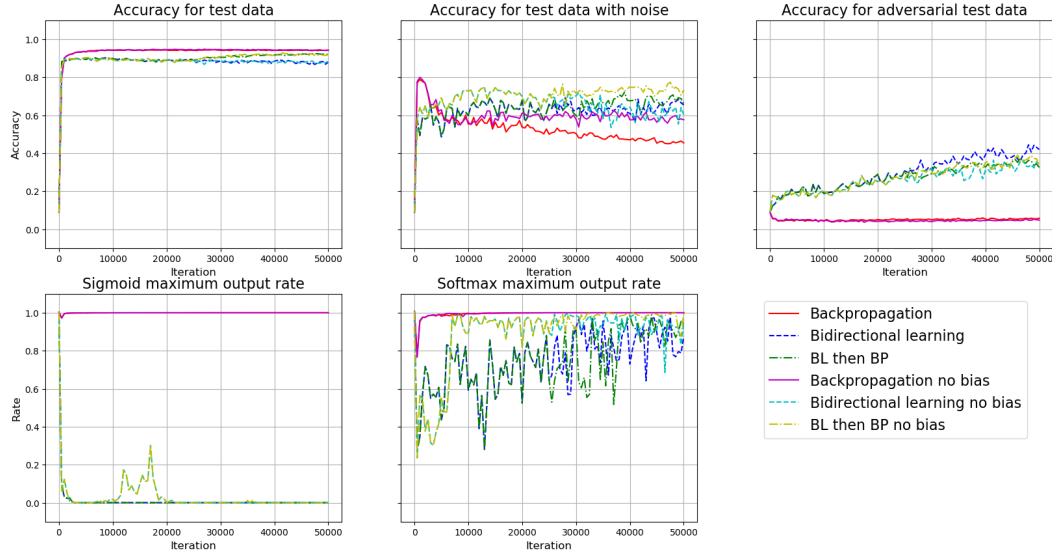 Accuracy for test data
1.0
0.8
0.6
0.4
0.2
0.0
Accuracy
0 10000 20000 30000 40000 50000
Iteration
Accuracy for test data with noise
0 10000 20000 30000 40000 50000
Iteration
Accuracy for adversarial test data
0 10000 20000 30000 40000 50000
Iteration
Sigmoid maximum output rate
1.0
0.8
0.6
0.4
0.2
0.0
Rate
0 10000 20000 30000 40000 50000
Iteration
Softmax maximum output rate
0 10000 20000 30000 40000 50000
Iteration
Backpropagation
Bidirectional learning
BL then BP
Backpropagation no bias
Bidirectional learning no bias
BL then BP no bias